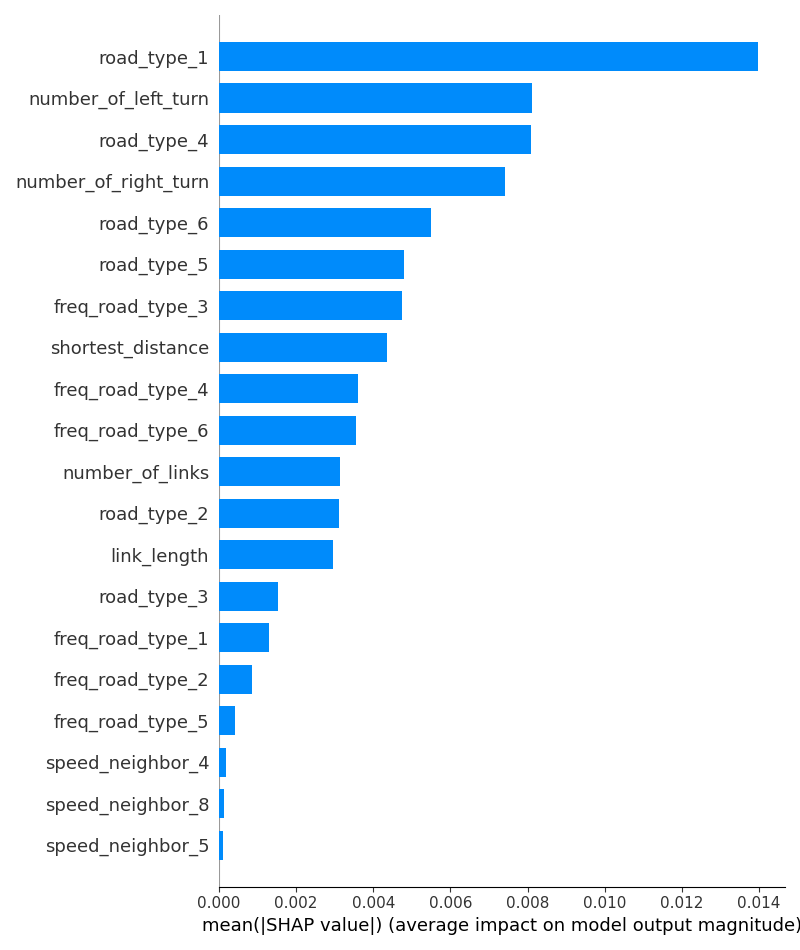 road_type_1
number_of_left_turn
road_type_4
number_of_right_turn
road_type_6
road_type_5
freq_road_type_3
shortest_distance
freq_road_type_4
freq_road_type_6
number_of_links
road_type_2
link_length
road_type_3
freq_road_type_1
freq_road_type_2
freq_road_type_5
speed_neighbor_4
speed_neighbor_8
speed_neighbor_5
0.000 0.002 0.004 0.006 0.008 0.010 0.012 0.014
mean(|SHAP value|) (average impact on model output magnitude)